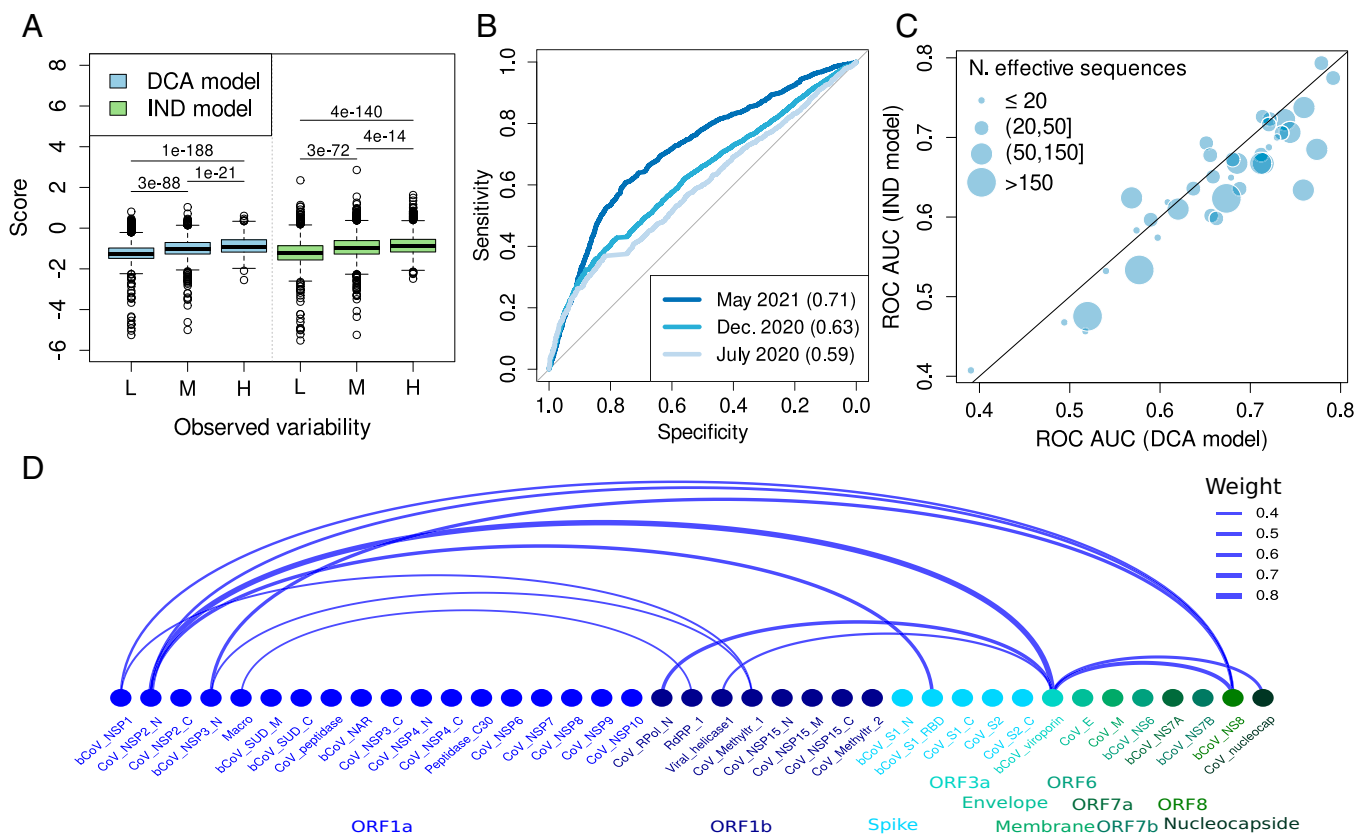 A
8
6
4
2
0
−2
−4
−6
Score
DCA model
IND model
4e-140
1e-188
4e-14
3e-88
1e-21
3e-72
L
M
H
L
M
H
Observed variability
B
1.0
0.8
0.6
0.4
0.2
0.0
Sensitivity
May 2021 (0.71)
Dec. 2020 (0.63)
July 2020 (0.59)
1.0
0.8
0.6
0.4
0.2
0.0
Specificity
C
0.8
0.7
0.6
0.5
0.4
ROC AUC (IND model)
N. effective sequences
≤ 20
(20,50]
(50,150]
>150
0.4
0.5
0.6
0.7
0.8
ROC AUC (DCA model)
D
Weight
0.4
0.5
0.6
0.7
0.8
bCoV_NSP1
CoV_NSP2_N
CoV_NSP2_C
bCoV_NSP3_N
Macro
bCoV_SUD_M
bCoV_SUD_C
CoV_peptidase
bCoV_NAR
CoV_NSP3_C
CoV_NSP4_N
CoV_NSP4_C
Peptidase_C30
CoV_NSP6
CoV_NSP7
CoV_NSP8
CoV_NSP9
CoV_NSP10
CoV_RPol_N
RdRP_1
Viral_helicase1
CoV_Methyltr_1
CoV_NSP15_N
CoV_NSP15_M
CoV_NSP15_C
CoV_Methyltr_2
bCoV_S1_N
bCoV_S1_RBD
CoV_S1_C
CoV_S2
CoV_S2_C
bCoV_viroporin
CoV_E
CoV_M
bCoV_NS6
bCoV_NS7A
bCoV_NS7B
bCoV_NS8
CoV_nucleocap
ORF3a
ORF6
Envelope
ORF7a
ORF8
ORF1a
ORF1b
Spike
Membrane
ORF7b
Nucleocapside